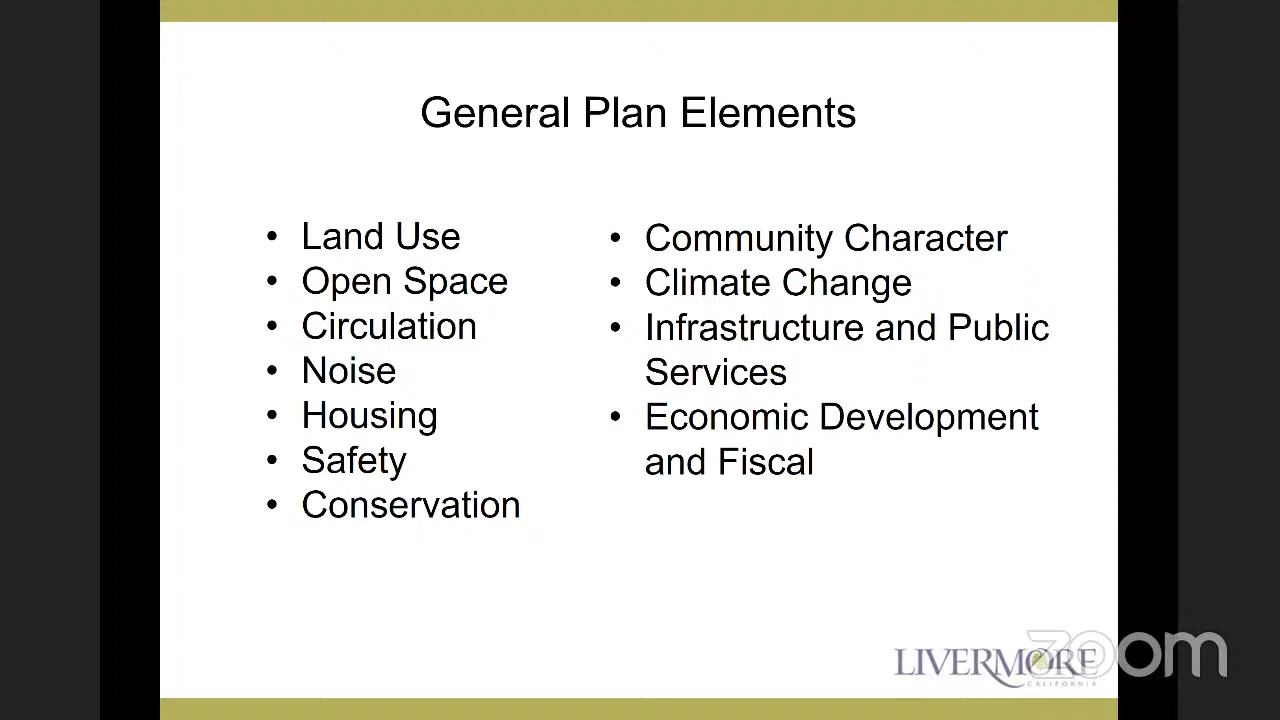 General Plan Elements
• Land Use
• Open Space
• Circulation
• Noise
• Housing
• Safety
• Conservation
• Community Character
• Climate Change
• Infrastructure and Public
Services
• Economic Development
and Fiscal
LIVERMORE
CALIFORNIA
zoom